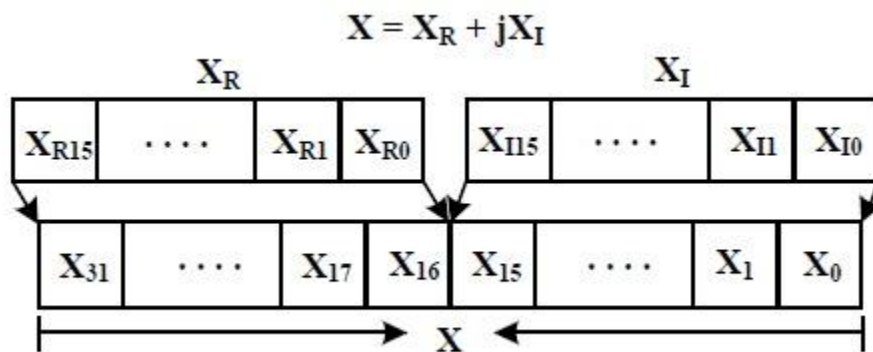 X = X_R + jX_I
X_R X_I
X_R15 .... X_R1 X_R0 X_I15 .... X_I1 X_I0
X_31 .... X_17 X_16 X_15 .... X_1 X_0
X